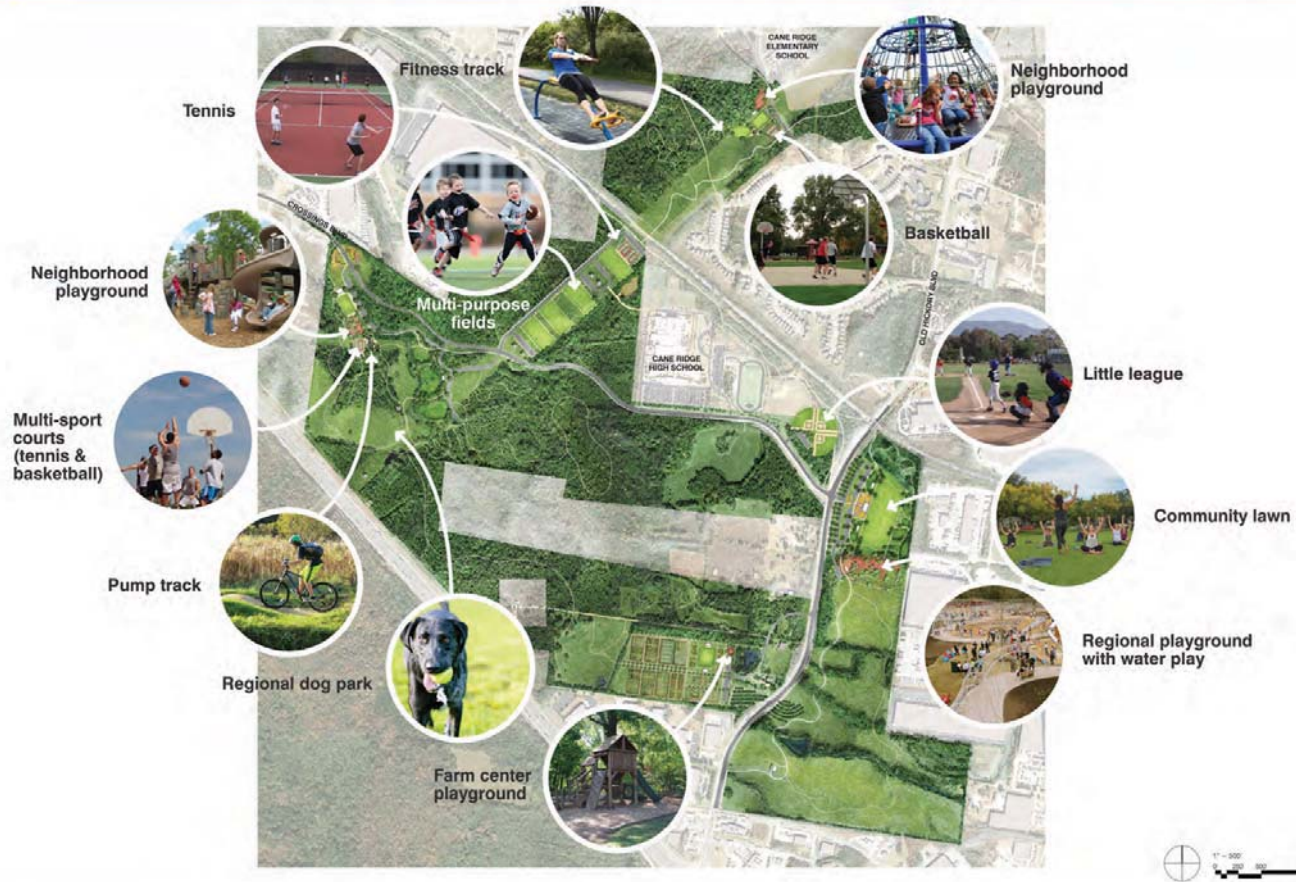 CANE RIDGE
ELEMENTARY
SCHOOL
Fitness track
Neighborhood
playground
Tennis
CROSSINGS BLVD
Basketball
Neighborhood
playground
Multi-purpose
fields
OLD HICKORY BLVD
CANE RIDGE
HIGH SCHOOL
Little league
Multi-sport
courts
(tennis &
basketball)
Community lawn
Pump track
Regional playground
with water play
Regional dog park
Farm center
playground